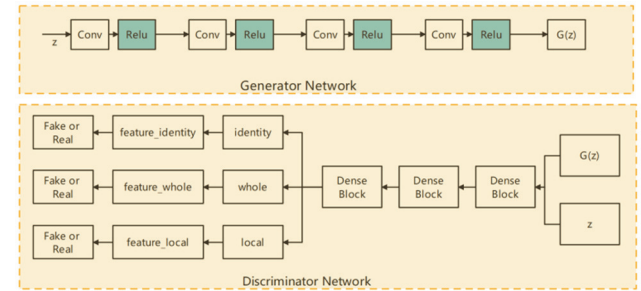 z Conv Relu Conv Relu Conv Relu Conv Relu G(z)
Generator Network
Fake or
Real
feature_identity
identity
Fake or
Real
feature_whole
whole
Dense
Block
Dense
Block
Dense
Block
G(z)
z
Fake or
Real
feature_local
local
Discriminator Network